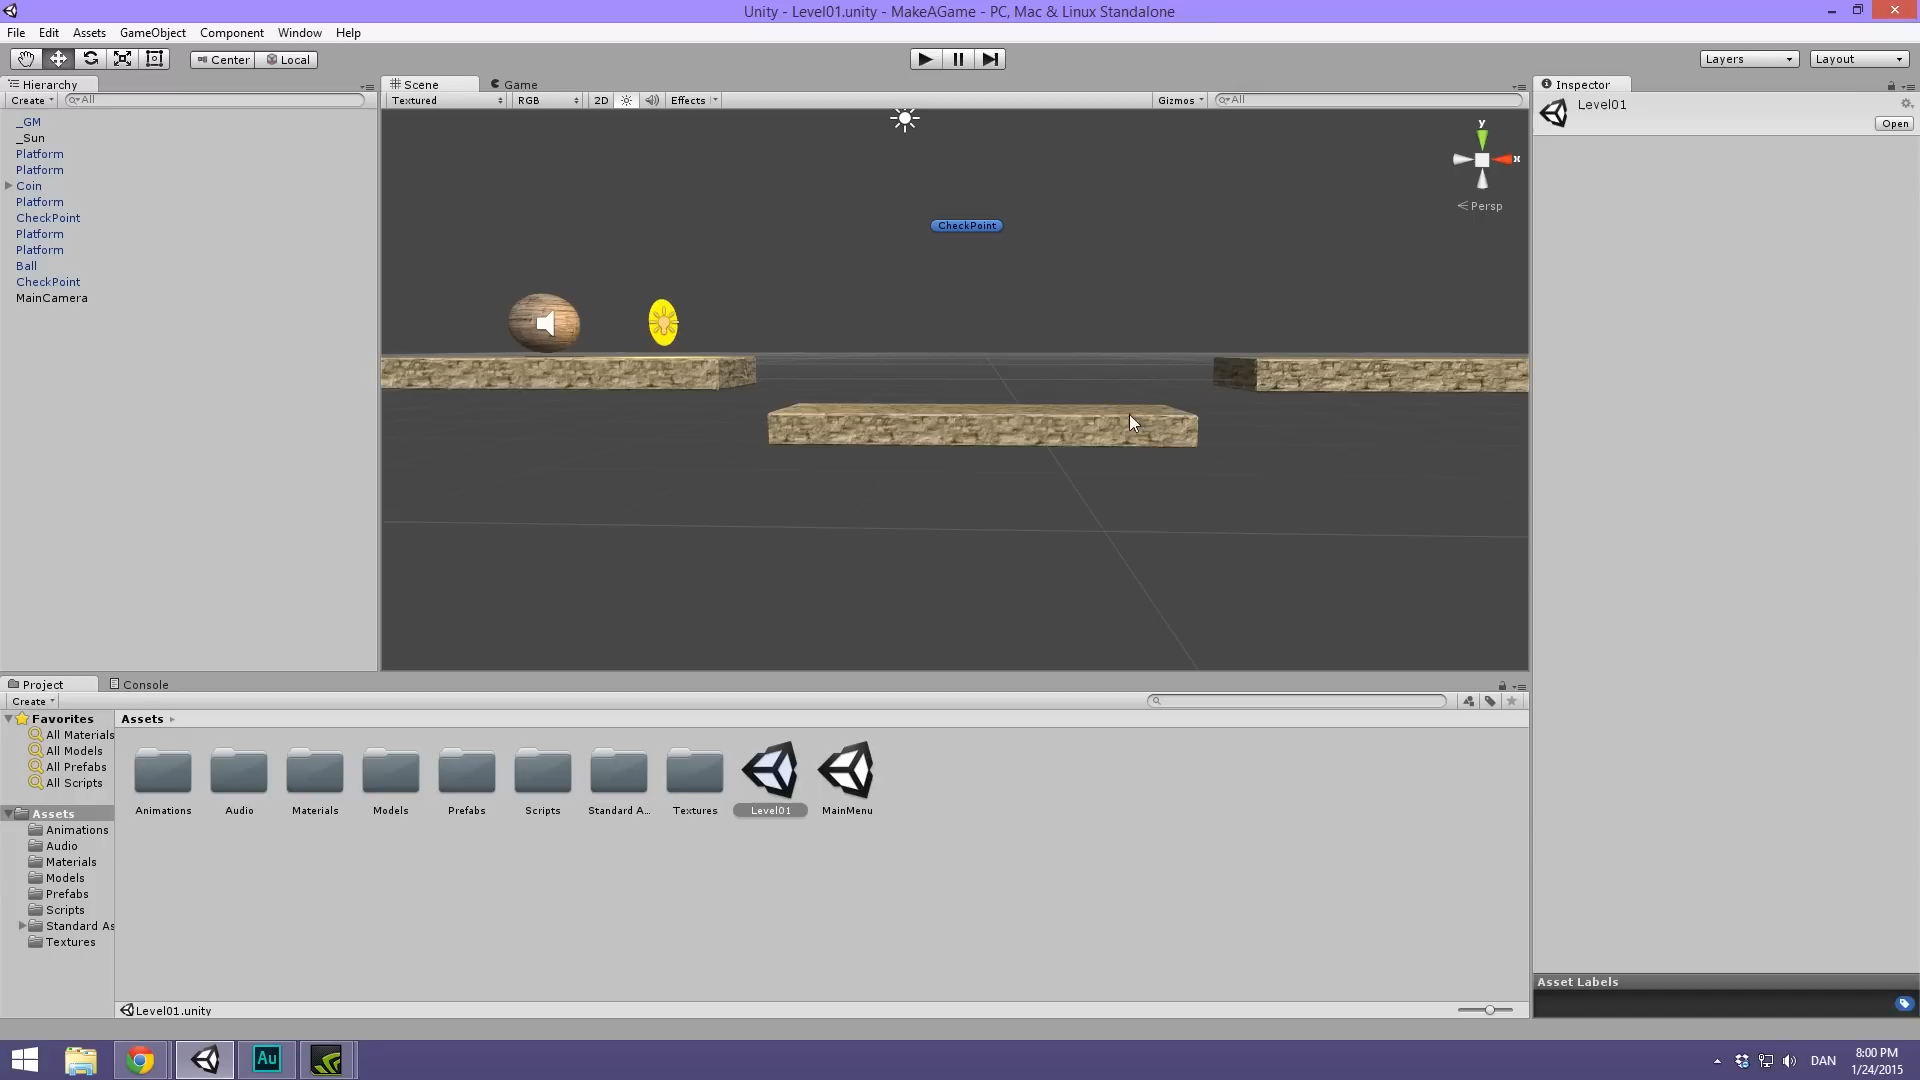 Unity - Level01.unity - MakeAGame - PC, Mac & Linux Standalone
File Edit Assets GameObject Component Window Help
Center Local Layers Layout
Hierarchy
Create All
_GM
_Sun
Platform
Platform
Coin
Platform
CheckPoint
Platform
Platform
Ball
CheckPoint
MainCamera
Scene Game
Textured RGB 2D Effects Gizmos All
CheckPoint
y
x
Persp
Inspector
Level01
Open
Project Console
Create
Favorites
All Materials
All Models
All Prefabs
All Scripts
Assets
Animations
Audio
Materials
Models
Prefabs
Scripts
Standard As
Textures
Assets
Animations Audio Materials Models Prefabs Scripts Standard A... Textures Level01 MainMenu
Level01.unity
Asset Labels
Au
DAN
8:00 PM
1/24/2015